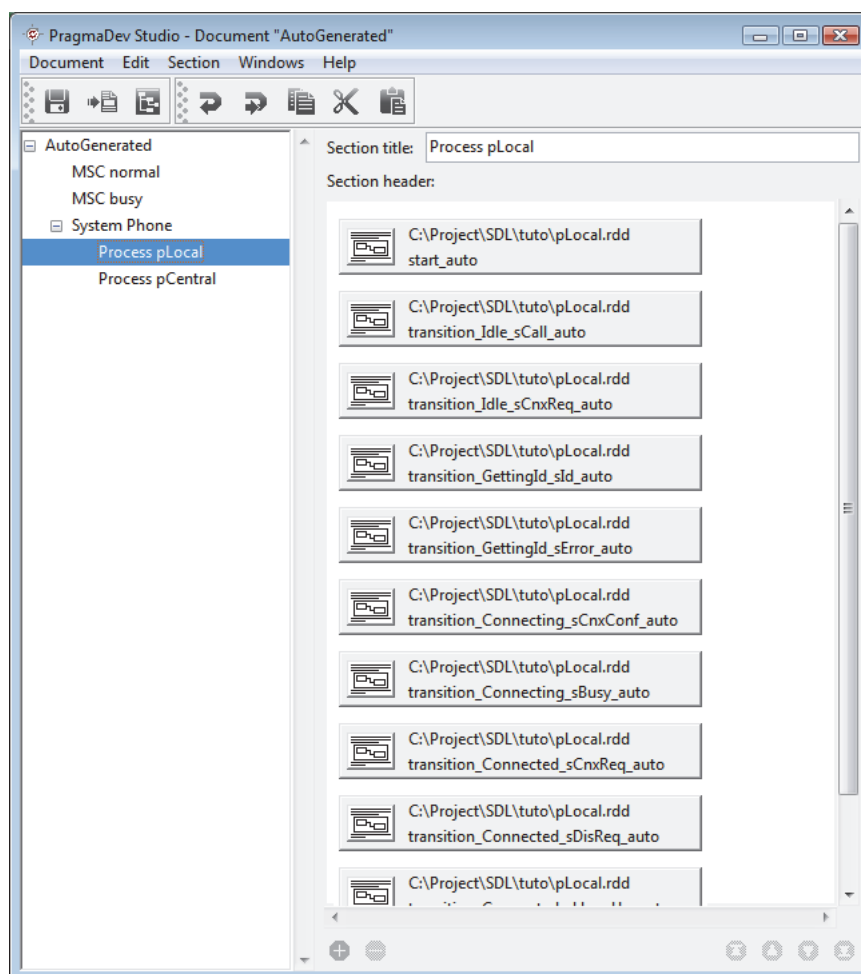 PragmaDev Studio - Document "AutoGenerated"
Document Edit Section Windows Help
AutoGenerated
MSC normal
MSC busy
System Phone
Process pLocal
Process pCentral
Section title: Process pLocal
Section header:
C:\Project\SDL\tuto\pLocal.rdd
start_auto
C:\Project\SDL\tuto\pLocal.rdd
transition_Idle_sCall_auto
C:\Project\SDL\tuto\pLocal.rdd
transition_Idle_sCnxReq_auto
C:\Project\SDL\tuto\pLocal.rdd
transition_GettingId_sId_auto
C:\Project\SDL\tuto\pLocal.rdd
transition_GettingId_sError_auto
C:\Project\SDL\tuto\pLocal.rdd
transition_Connecting_sCnxConf_auto
C:\Project\SDL\tuto\pLocal.rdd
transition_Connecting_sBusy_auto
C:\Project\SDL\tuto\pLocal.rdd
transition_Connected_sCnxReq_auto
C:\Project\SDL\tuto\pLocal.rdd
transition_Connected_sDisReq_auto
C:\Project\SDL\tuto\pLocal.rdd